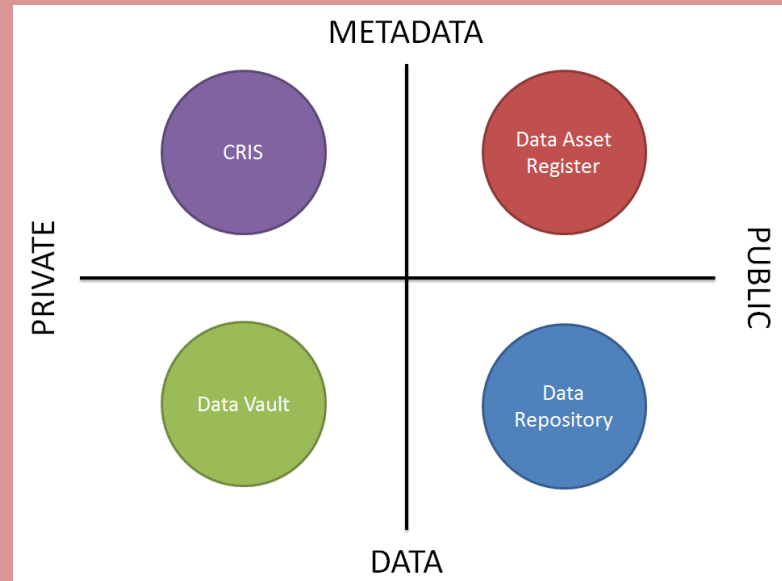 METADATA
CRIS
Data Asset
Register
PRIVATE
PUBLIC
Data Vault
Data
Repository
DATA